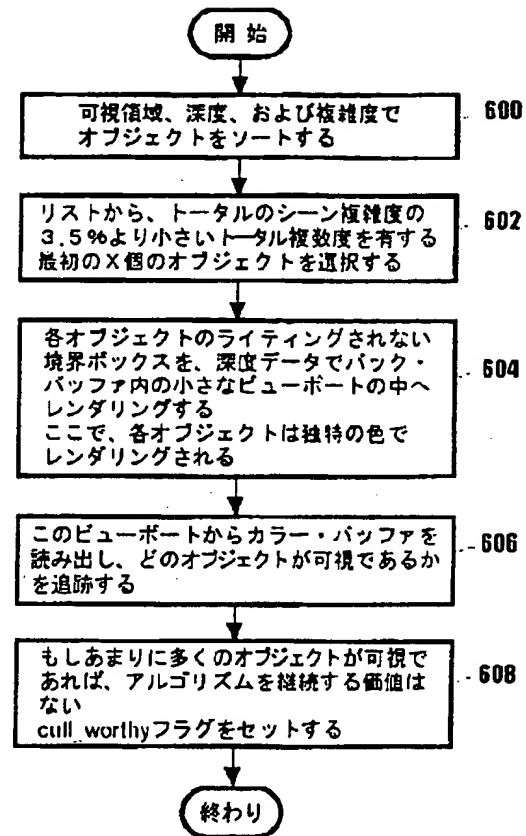 開始
可視領域、深度、および複雑度で
オブジェクトをソートする
600
リストから、トータルのシーン複雑度の
3.5%より小さいトータル複数度を有する
最初のX個のオブジェクトを選択する
602
各オブジェクトのライティングされない
境界ボックスを、深度データでバック・
バッファ内の小さなビューポートの中へ
レンダリングする
ここで、各オブジェクトは独特の色で
レンダリングされる
604
このビューポートからカラー・バッファを
読み出し、どのオブジェクトが可視であるか
を追跡する
606
もしあまりに多くのオブジェクトが可視で
あれば、アルゴリズムを継続する価値は
ない
cull_worthyフラグをセットする
608
終わり